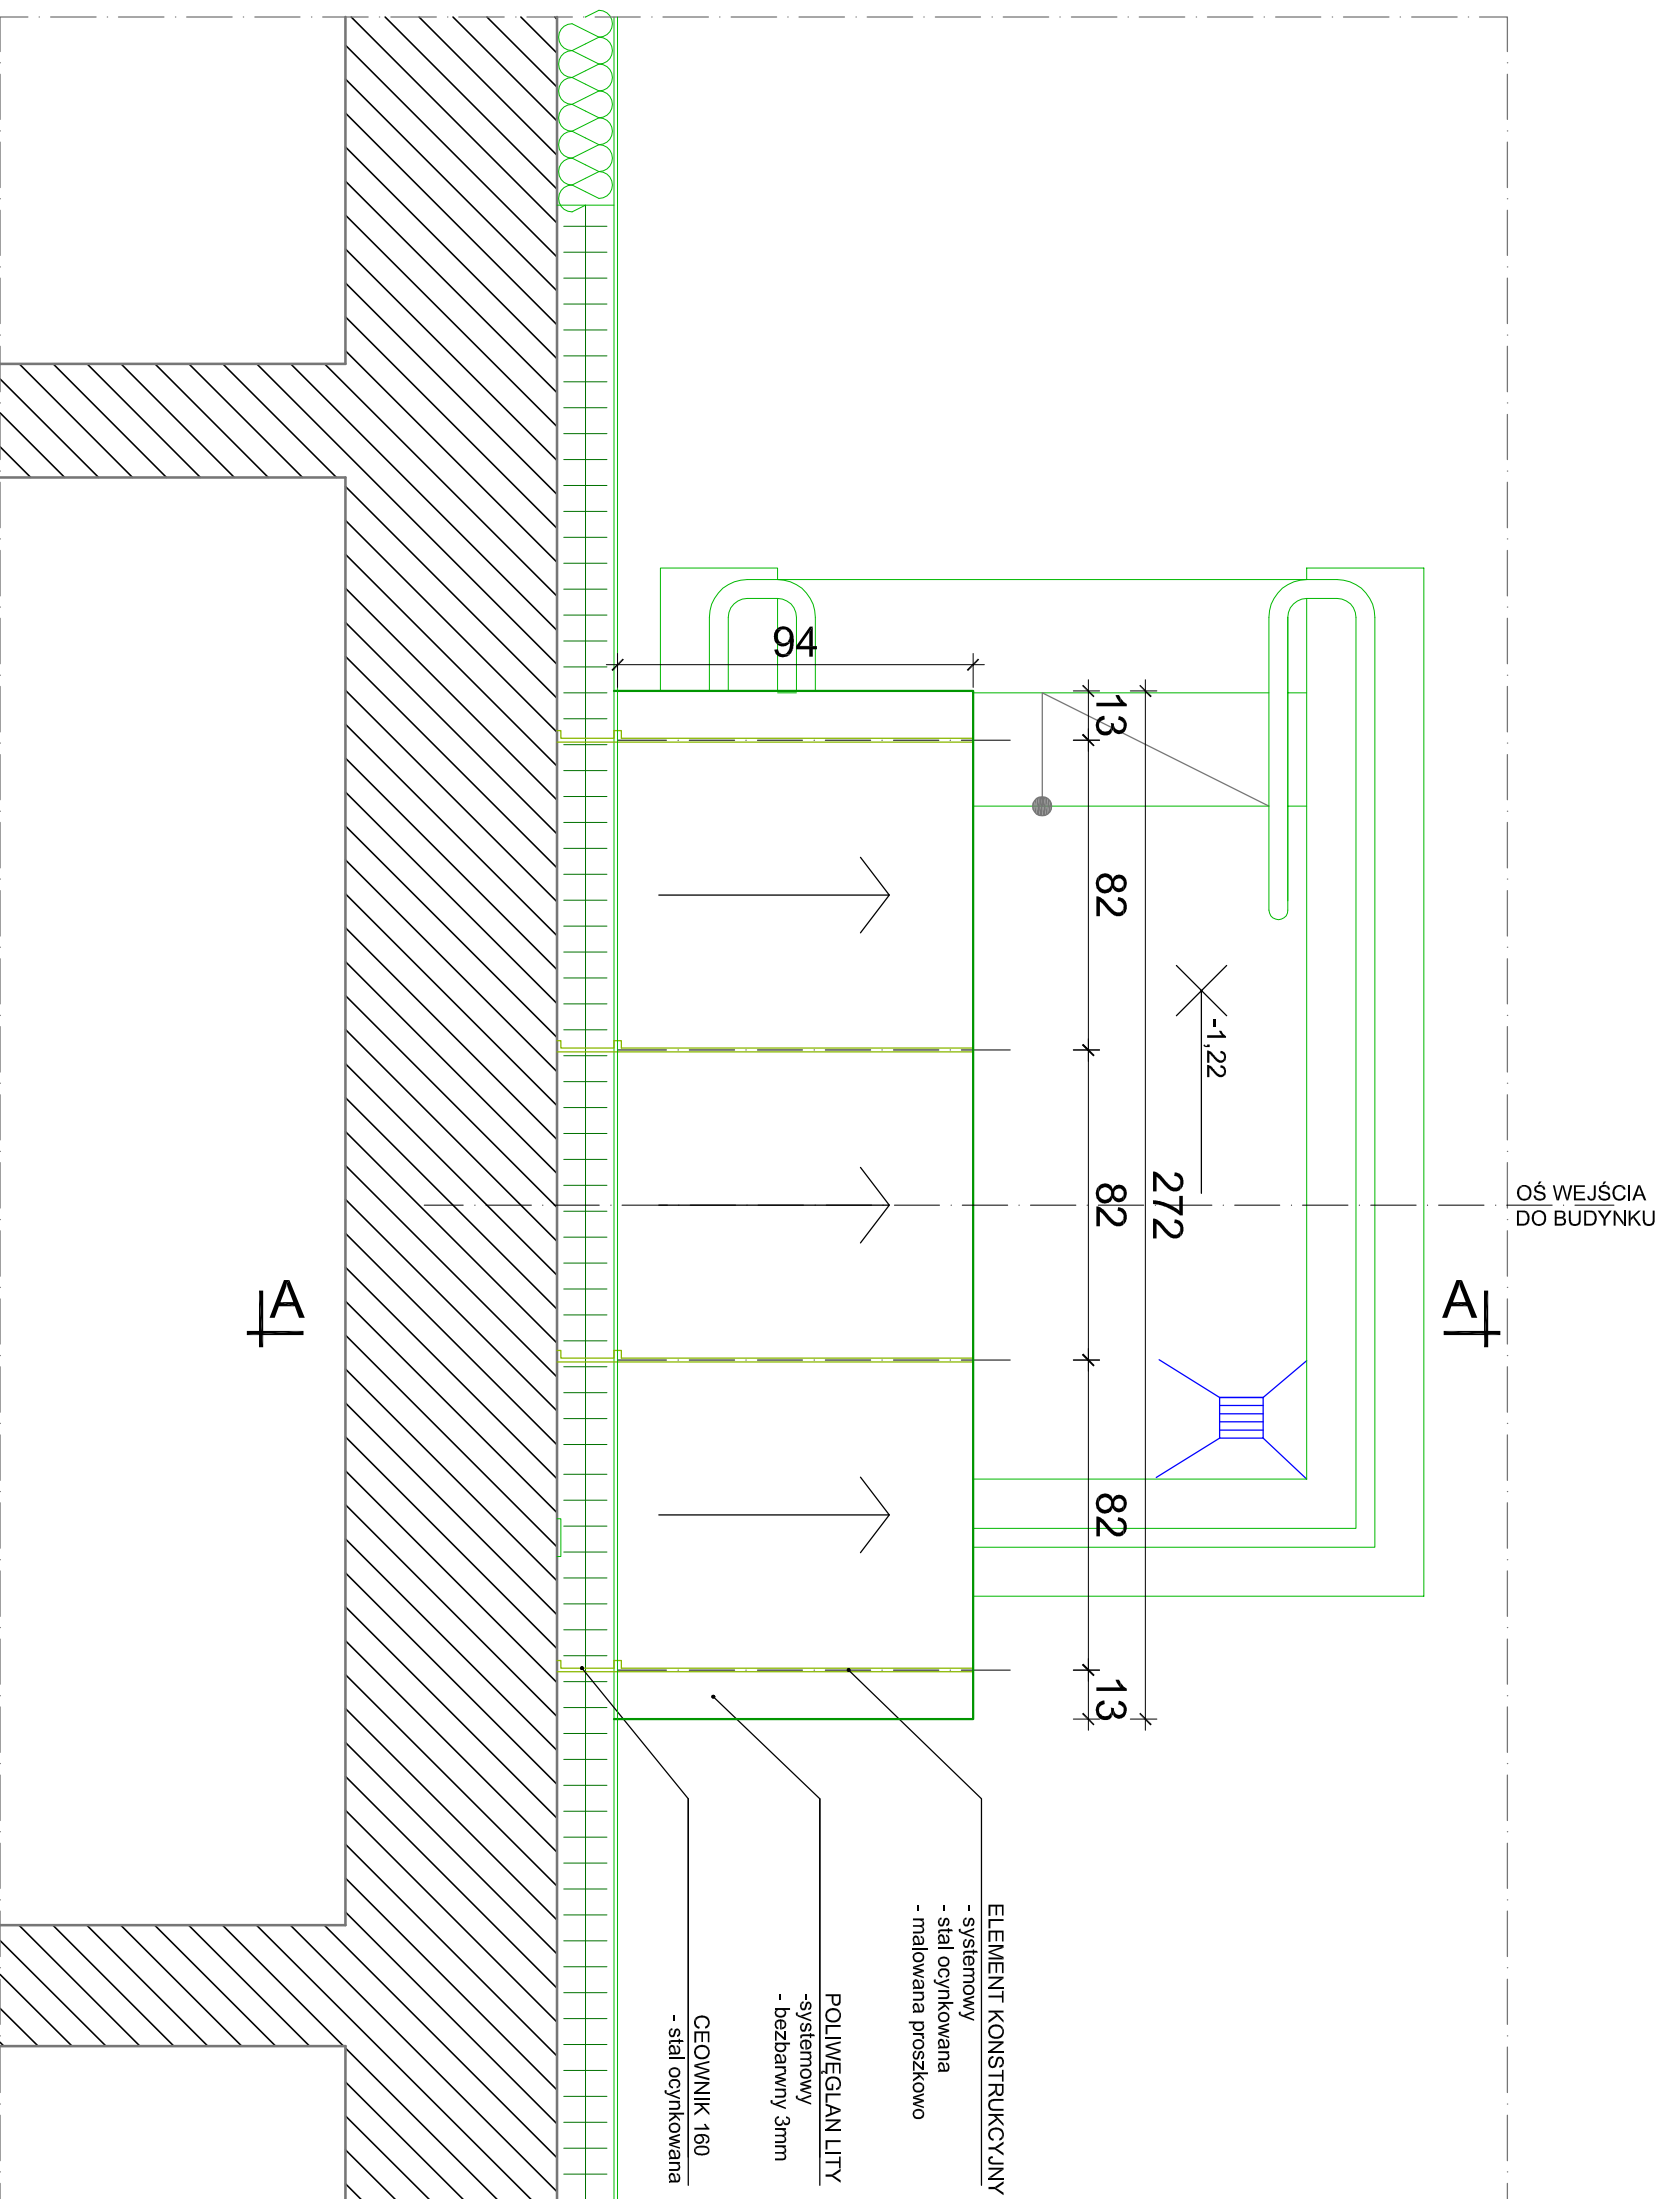 94
13
82
-1,22
272
82
OŚ WEJŚCIA
DO BUDYNKU
A
A
82
13
ELEMENT KONSTRUKCYJNY
- systemowy
- stal ocynkowana
- malowana proszkowo
POLIWĘGLAN LITY
-systemowy
- bezbarwny 3mm
CEOWNIK 160
- stal ocynkowana